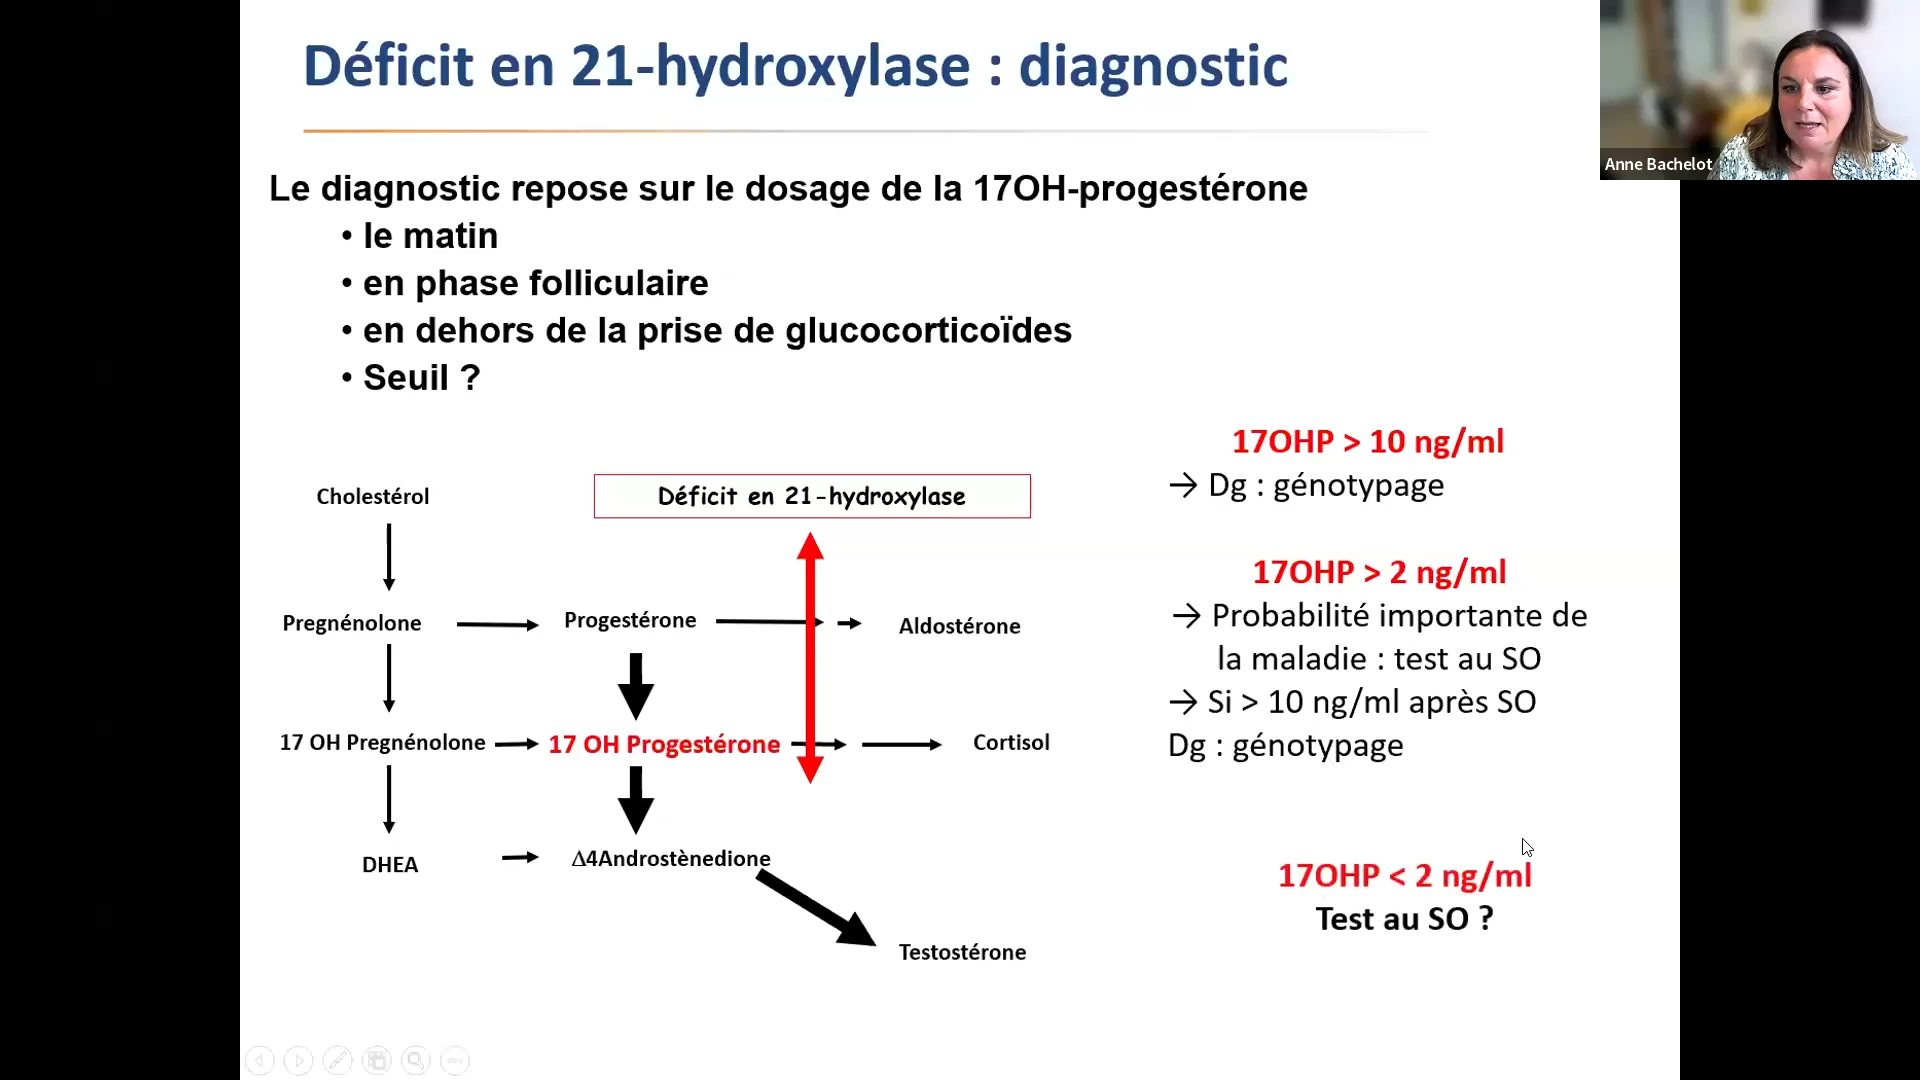 Déficit en 21-hydroxylase : diagnostic
Anne Bachelot
Le diagnostic repose sur le dosage de la 17OH-progestérone
• le matin
• en phase folliculaire
• en dehors de la prise de glucocorticoïdes
• Seuil ?
17OHP > 10 ng/ml
→ Dg : génotypage
Cholestérol
Déficit en 21-hydroxylase
17OHP > 2 ng/ml
→ Probabilité importante de
la maladie : test au SO
→ Si > 10 ng/ml après SO
Dg : génotypage
Pregnénolone
Progestérone
Aldostérone
17 OH Pregnénolone
17 OH Progestérone
Cortisol
DHEA
Δ4Androstènedione
Testostérone
17OHP < 2 ng/ml
Test au SO ?